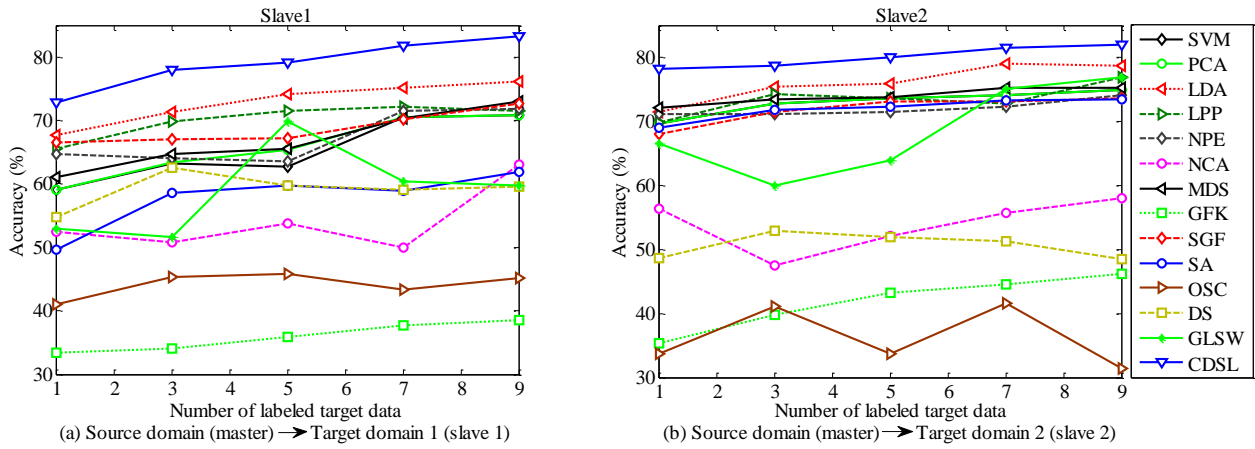 Slave1
Accuracy (%)
80
70
60
50
40
30
1 2 3 4 5 6 7 8 9
Number of labeled target data
(a) Source domain (master) → Target domain 1 (slave 1)
Slave2
Accuracy (%)
80
70
60
50
40
30
1 2 3 4 5 6 7 8 9
Number of labeled target data
(b) Source domain (master) → Target domain 2 (slave 2)
SVM
PCA
LDA
LPP
NPE
NCA
MDS
GFK
SGF
SA
OSC
DS
GLSW
CDSL